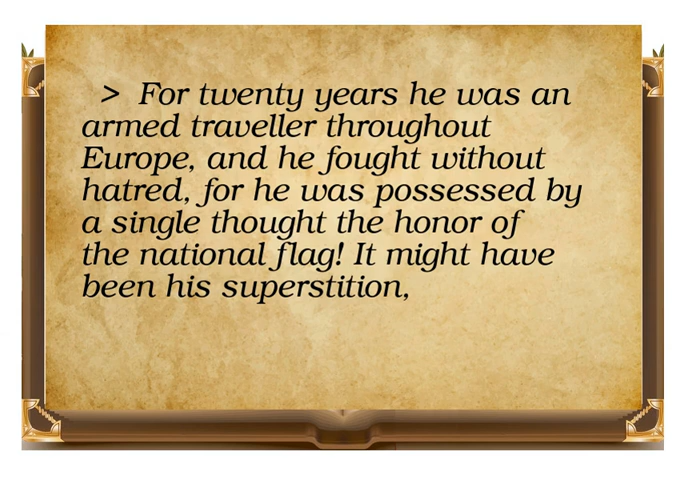 > For twenty years he was an
armed traveller throughout
Europe, and he fought without
hatred, for he was possessed by
a single thought the honor of
the national flag! It might have
been his superstition,